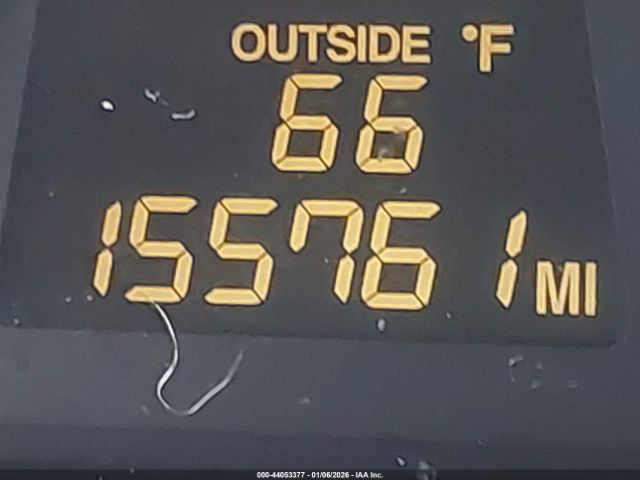 OUTSIDE °F
66
155761 MI
000-44053377 - 01/06/2026 - IAA Inc.